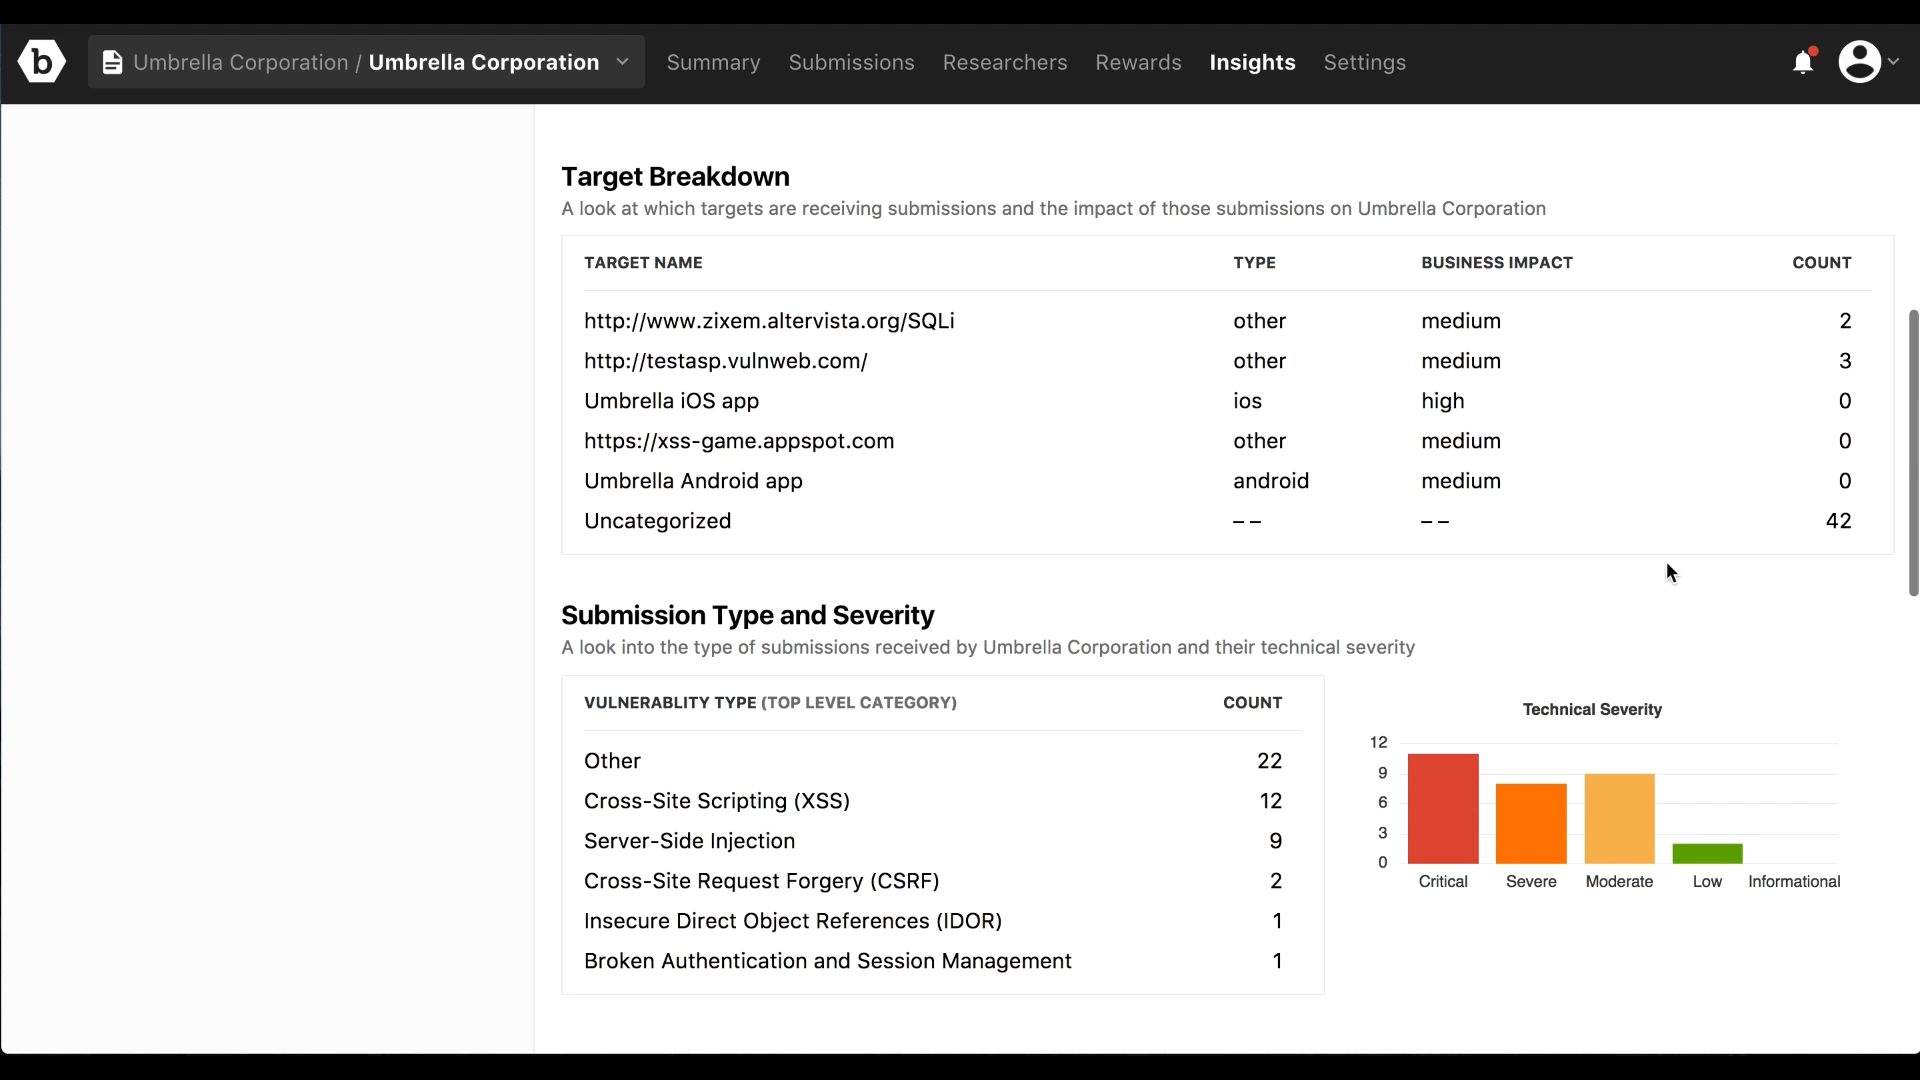 b Umbrella Corporation / Umbrella Corporation Summary Submissions Researchers Rewards Insights Settings
Target Breakdown
A look at which targets are receiving submissions and the impact of those submissions on Umbrella Corporation
TARGET NAME TYPE BUSINESS IMPACT COUNT
http://www.zixem.altervista.org/SQLi other medium 2
http://testasp.vulnweb.com/ other medium 3
Umbrella iOS app ios high 0
https://xss-game.appspot.com other medium 0
Umbrella Android app android medium 0
Uncategorized -- -- 42
Submission Type and Severity
A look into the type of submissions received by Umbrella Corporation and their technical severity
VULNERABLITY TYPE (TOP LEVEL CATEGORY) COUNT
Other 22
Cross-Site Scripting (XSS) 12
Server-Side Injection 9
Cross-Site Request Forgery (CSRF) 2
Insecure Direct Object References (IDOR) 1
Broken Authentication and Session Management 1
Technical Severity
12
9
6
3
0
Critical Severe Moderate Low Informational